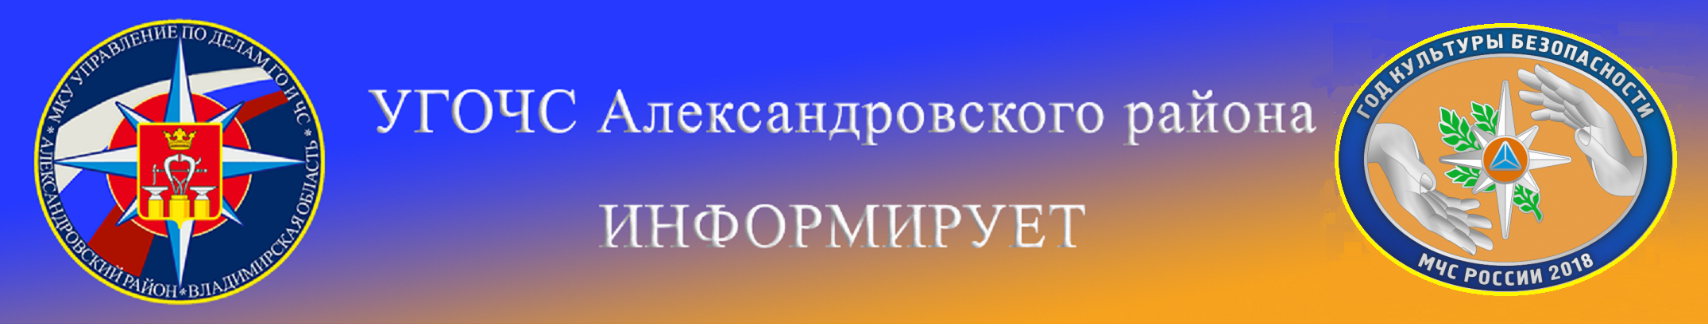 * МКУ УПРАВЛЕНИЕ ПО ДЕЛАМ ГО И ЧС *
АЛЕКСАНДРОВСКИЙ РАЙОН*ВЛАДИМИРСКАЯ ОБЛАСТЬ
УГОЧС Александровского района
ИНФОРМИРУЕТ
ГОД КУЛЬТУРЫ БЕЗОПАСНОСТИ
МЧС РОССИИ 2018